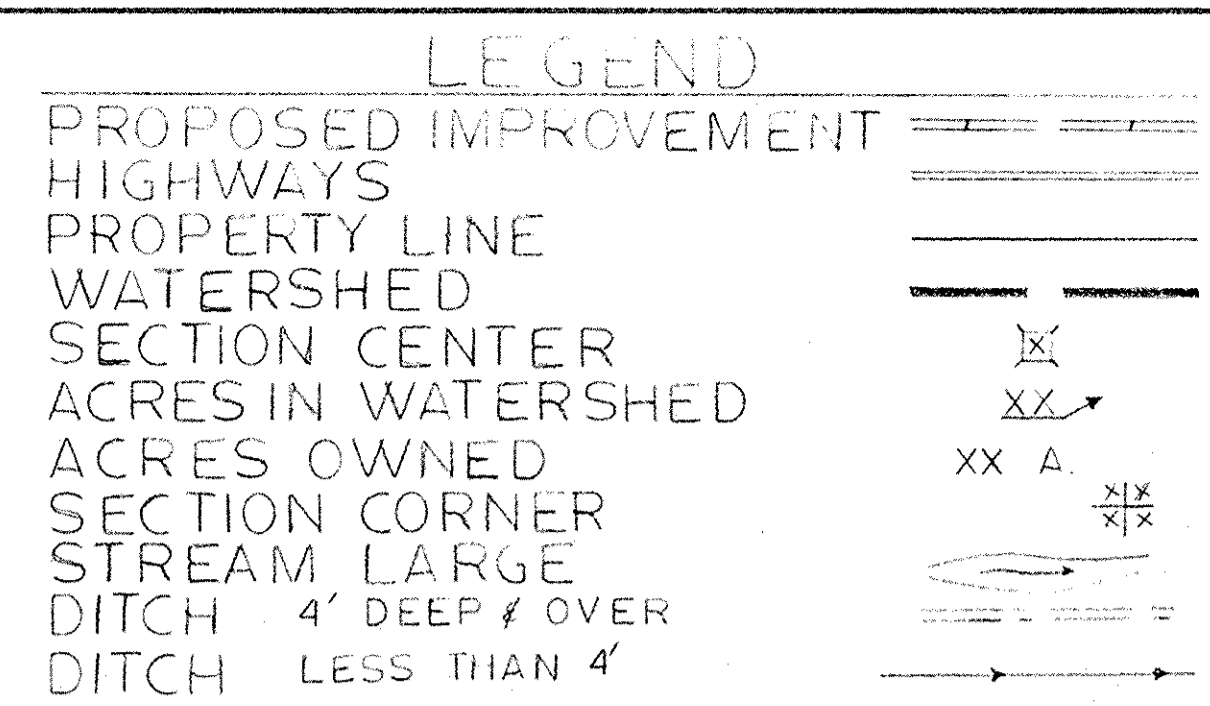 LEGEND
PROPOSED IMPROVEMENT
HIGHWAYS
PROPERTY LINE
WATERSHED
SECTION CENTER X
ACRES IN WATERSHED XX
ACRES OWNED XX A.
SECTION CORNER X X X X
STREAM LARGE
DITCH 4' DEEP & OVER
DITCH LESS THAN 4'